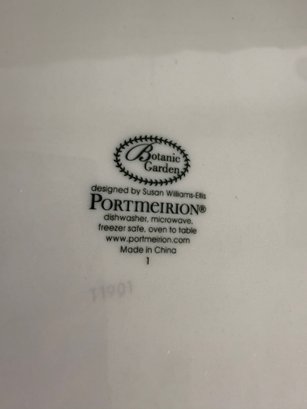 Botanic
Garden
designed by Susan Williams-Ellis
PORTMEIRION®
dishwasher, microwave,
freezer safe, oven to table
www.portmeirion.com
Made in China
1